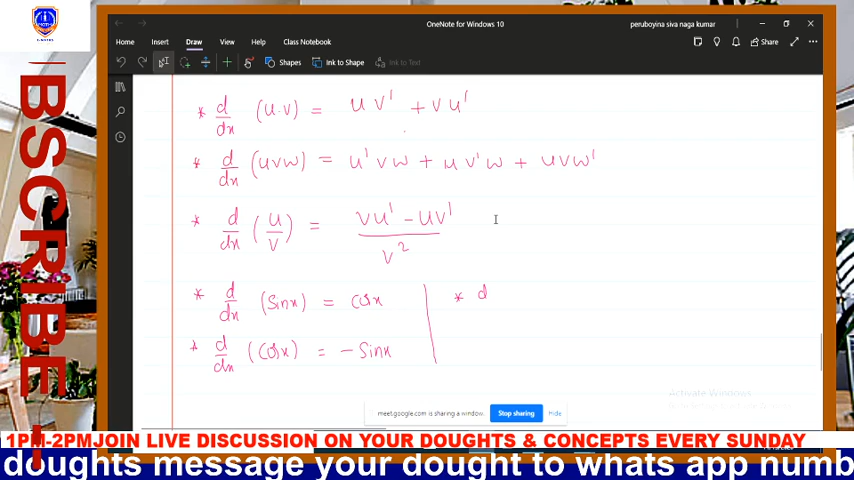 OneNote for Windows 10
peruboyina siva naga kumar
Home Insert Draw View Help Class Notebook
Share
Shapes Ink to Shape Ink to Text
* d/dx (u.v) = uv' + vu'
* d/dx (uvw) = u'vw + uv'w + uvw'
* d/dx (u/v) = (vu' - uv')/v²
* d/dx (sinx) = cosx
* d
* d/dx (cosx) = -sinx
Activate Windows
meet.google.com is sharing a window.
Stop sharing
Hide
BSCRIBE --
1PM-2PMJOIN LIVE DISCUSSION ON YOUR DOUGHTS & CONCEPTS EVERY SUNDAY
doughts message your dought to whats app numb